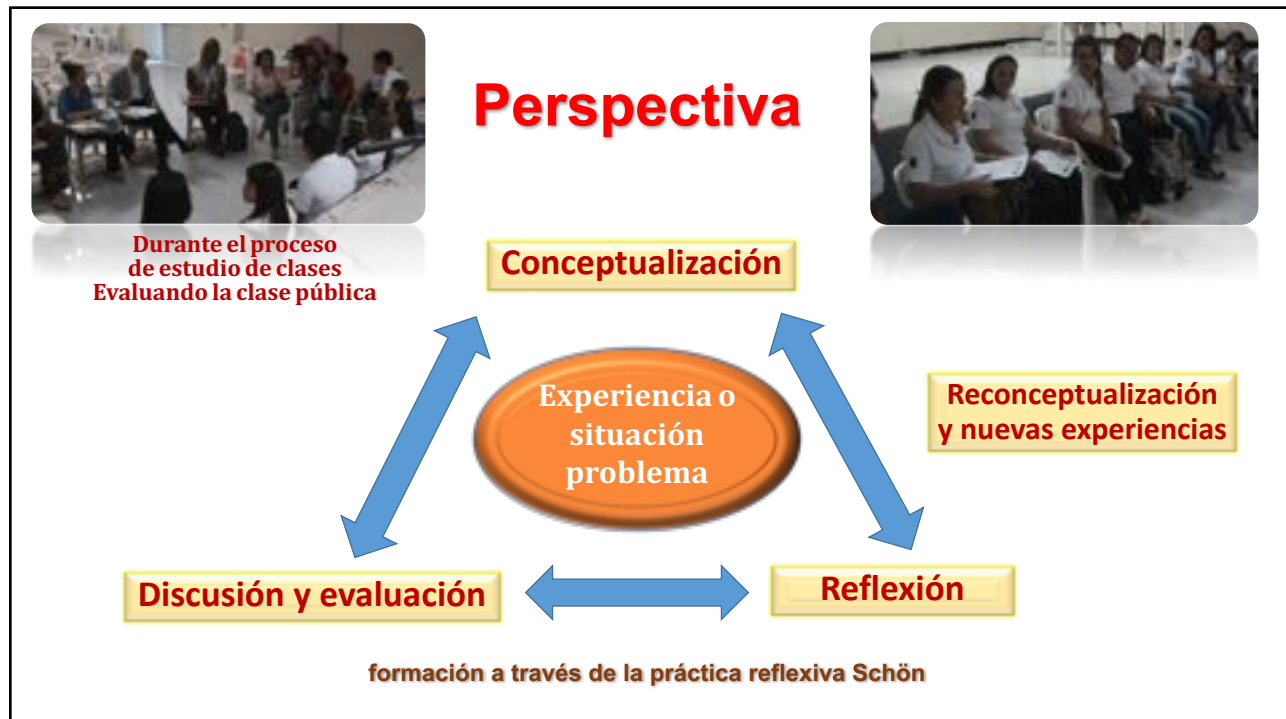 Perspectiva
Durante el proceso
de estudio de clases
Evaluando la clase pública
Conceptualización
Experiencia o
situación
problema
Reconceptualización
y nuevas experiencias
Discusión y evaluación
Reflexión
formación a través de la práctica reflexiva Schön